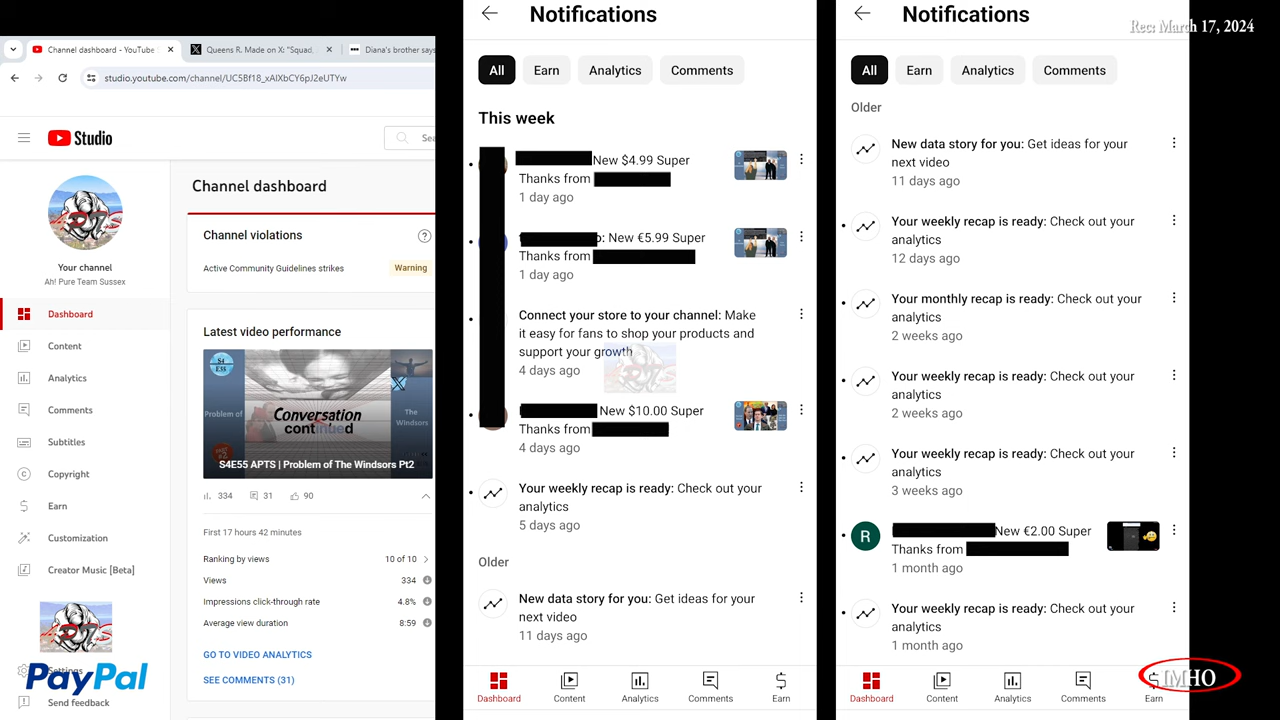 Channel dashboard - YouTube
Queens R. Made on X: "Squad,
Diana's brother says
studio.youtube.com/channel/UC5Bf18_xAlXbCY6pJ2eUTYw
Studio
Sea
Your channel
Ah! Pure Team Sussex
Dashboard
Content
Analytics
Comments
Subtitles
Copyright
Earn
Customization
Creator Music [Beta]
Settings
PayPal
Send feedback
Channel dashboard
Channel violations
Active Community Guidelines strikes
Warning
Latest video performance
S4
E55
Problem of
Conversation
continued
The
Windsors
S4E55 APTS | Problem of The Windsors Pt2
334
31
90
First 17 hours 42 minutes
Ranking by views
10 of 10
Views
334
Impressions click-through rate
4.8%
Average view duration
8:59
GO TO VIDEO ANALYTICS
SEE COMMENTS (31)
Notifications
All
Earn
Analytics
Comments
This week
New $4.99 Super
Thanks from
1 day ago
: New €5.99 Super
Thanks from
1 day ago
Connect your store to your channel: Make
it easy for fans to shop your products and
support your growth
4 days ago
New $10.00 Super
Thanks from
4 days ago
Your weekly recap is ready: Check out your
analytics
5 days ago
Older
New data story for you: Get ideas for your
next video
11 days ago
Dashboard
Content
Analytics
Comments
Earn
Notifications
Rec: March 17, 2024
All
Earn
Analytics
Comments
Older
New data story for you: Get ideas for your
next video
11 days ago
Your weekly recap is ready: Check out your
analytics
12 days ago
Your monthly recap is ready: Check out your
analytics
2 weeks ago
Your weekly recap is ready: Check out your
analytics
2 weeks ago
Your weekly recap is ready: Check out your
analytics
3 weeks ago
R
New €2.00 Super
Thanks from
1 month ago
Your weekly recap is ready: Check out your
analytics
1 month ago
Dashboard
Content
Analytics
Comments
Earn
IMHO